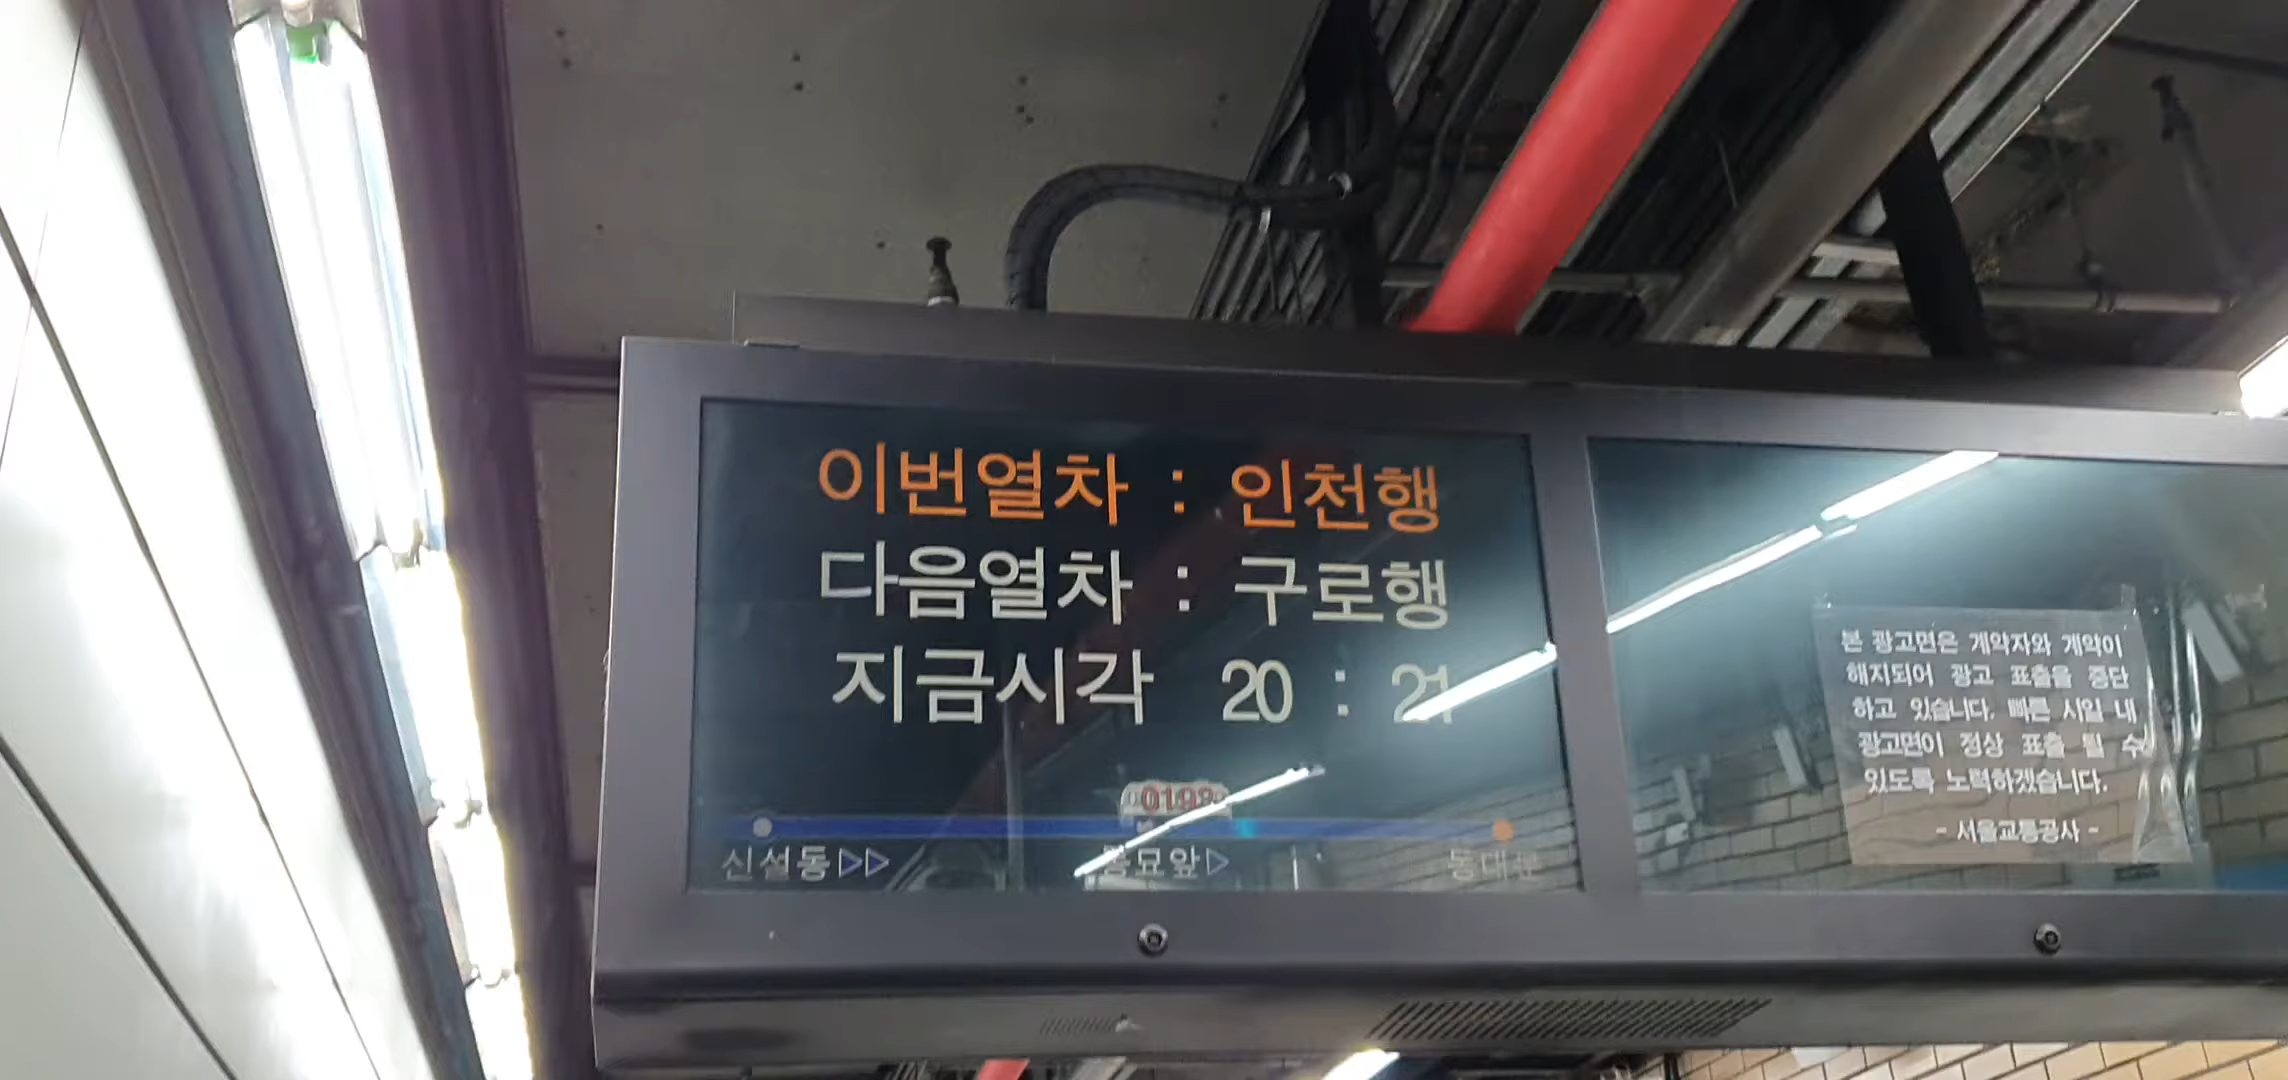 이번열차 : 인천행
다음열차 : 구로행
지금시각 20 : 21
신설동▷▷ 묘앞▷ 동대문
본 광고면은 계약자와 계약이
해지되어 광고 표출을 중단
하고 있습니다. 빠른 시일 내
광고면이 정상 표출 될 수
있도록 노력하겠습니다.
- 서울교통공사 -